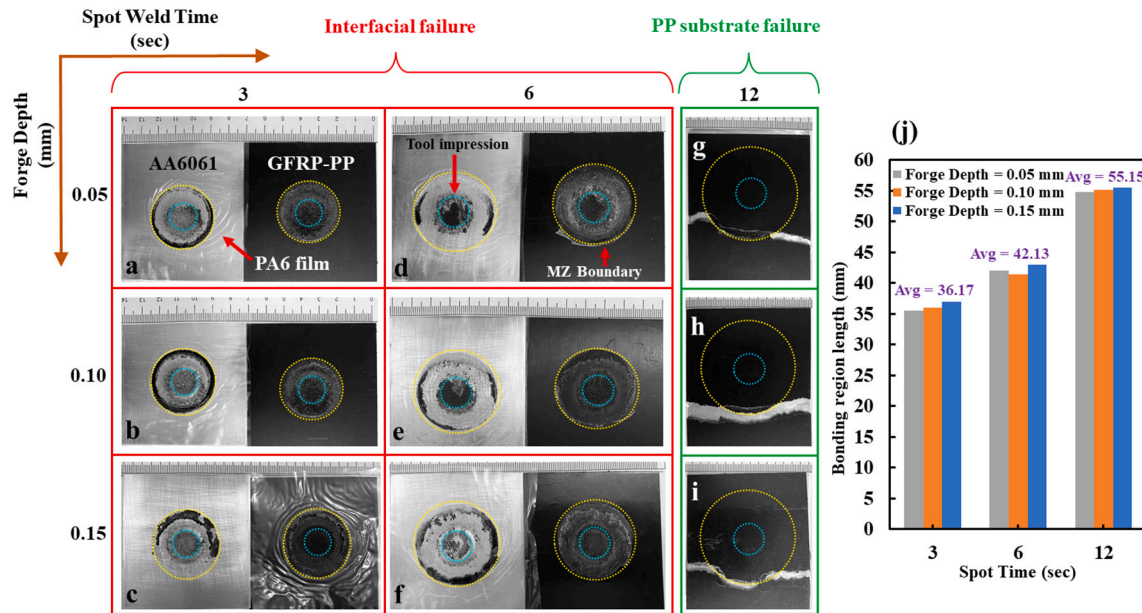 Spot Weld Time
(sec)
Interfacial failure
PP substrate failure
Forge Depth
(mm)
3
6
12
0.05
AA6061
GFRP-PP
PA6 film
a
Tool impression
MZ Boundary
d
g
0.10
b
e
h
0.15
c
f
i
(j)
Forge Depth = 0.05 mm
Forge Depth = 0.10 mm
Forge Depth = 0.15 mm
Avg = 55.15
Avg = 42.13
Avg = 36.17
Bonding region length (mm)
60
55
50
45
40
35
30
25
20
15
10
5
0
3
6
12
Spot Time (sec)